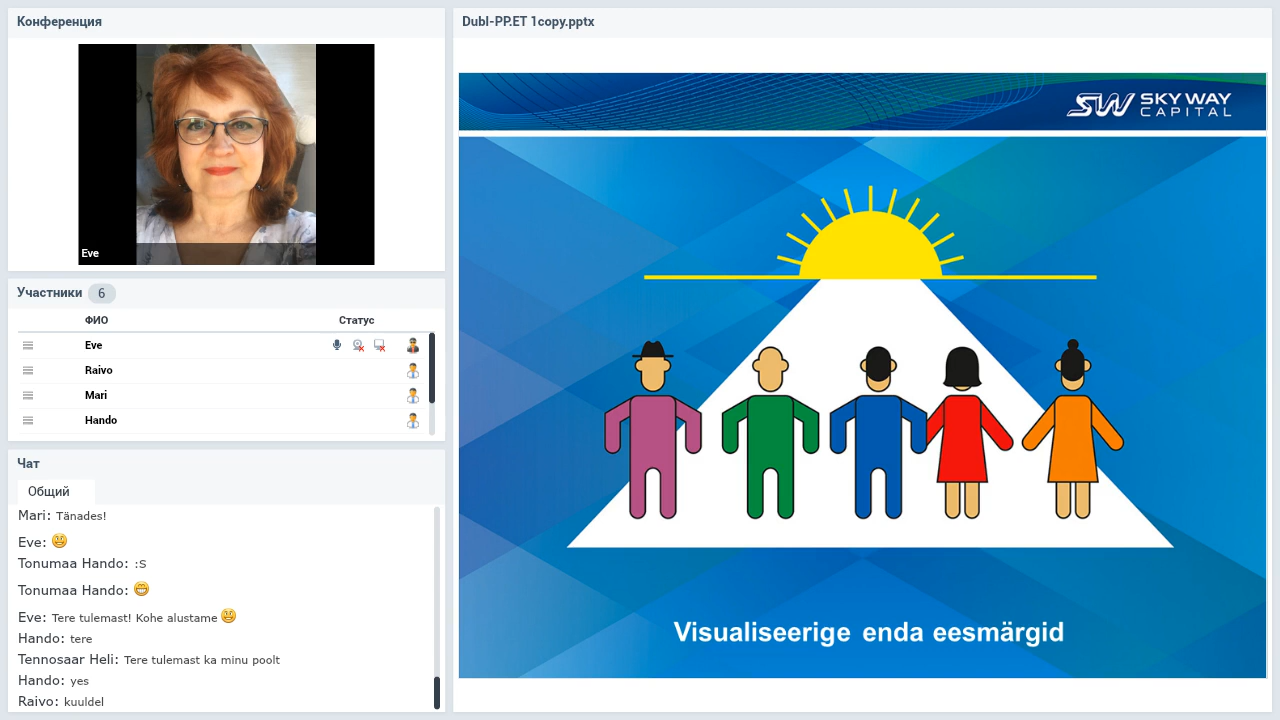 Конференция
Eve
Участники 6
ФИО Статус
Eve
Raivo
Mari
Hando
Чат
Общий
Mari: Tänades!
Eve:
Tonumaa Hando: :S
Tonumaa Hando:
Eve: Tere tulemast! Kohe alustame
Hando: tere
Tennosaar Heli: Tere tulemast ka minu poolt
Hando: yes
Raivo: kuuldel
Dubl-PP.ET 1copy.pptx
SW SKY WAY
CAPITAL
Visualiseerige enda eesmärgid